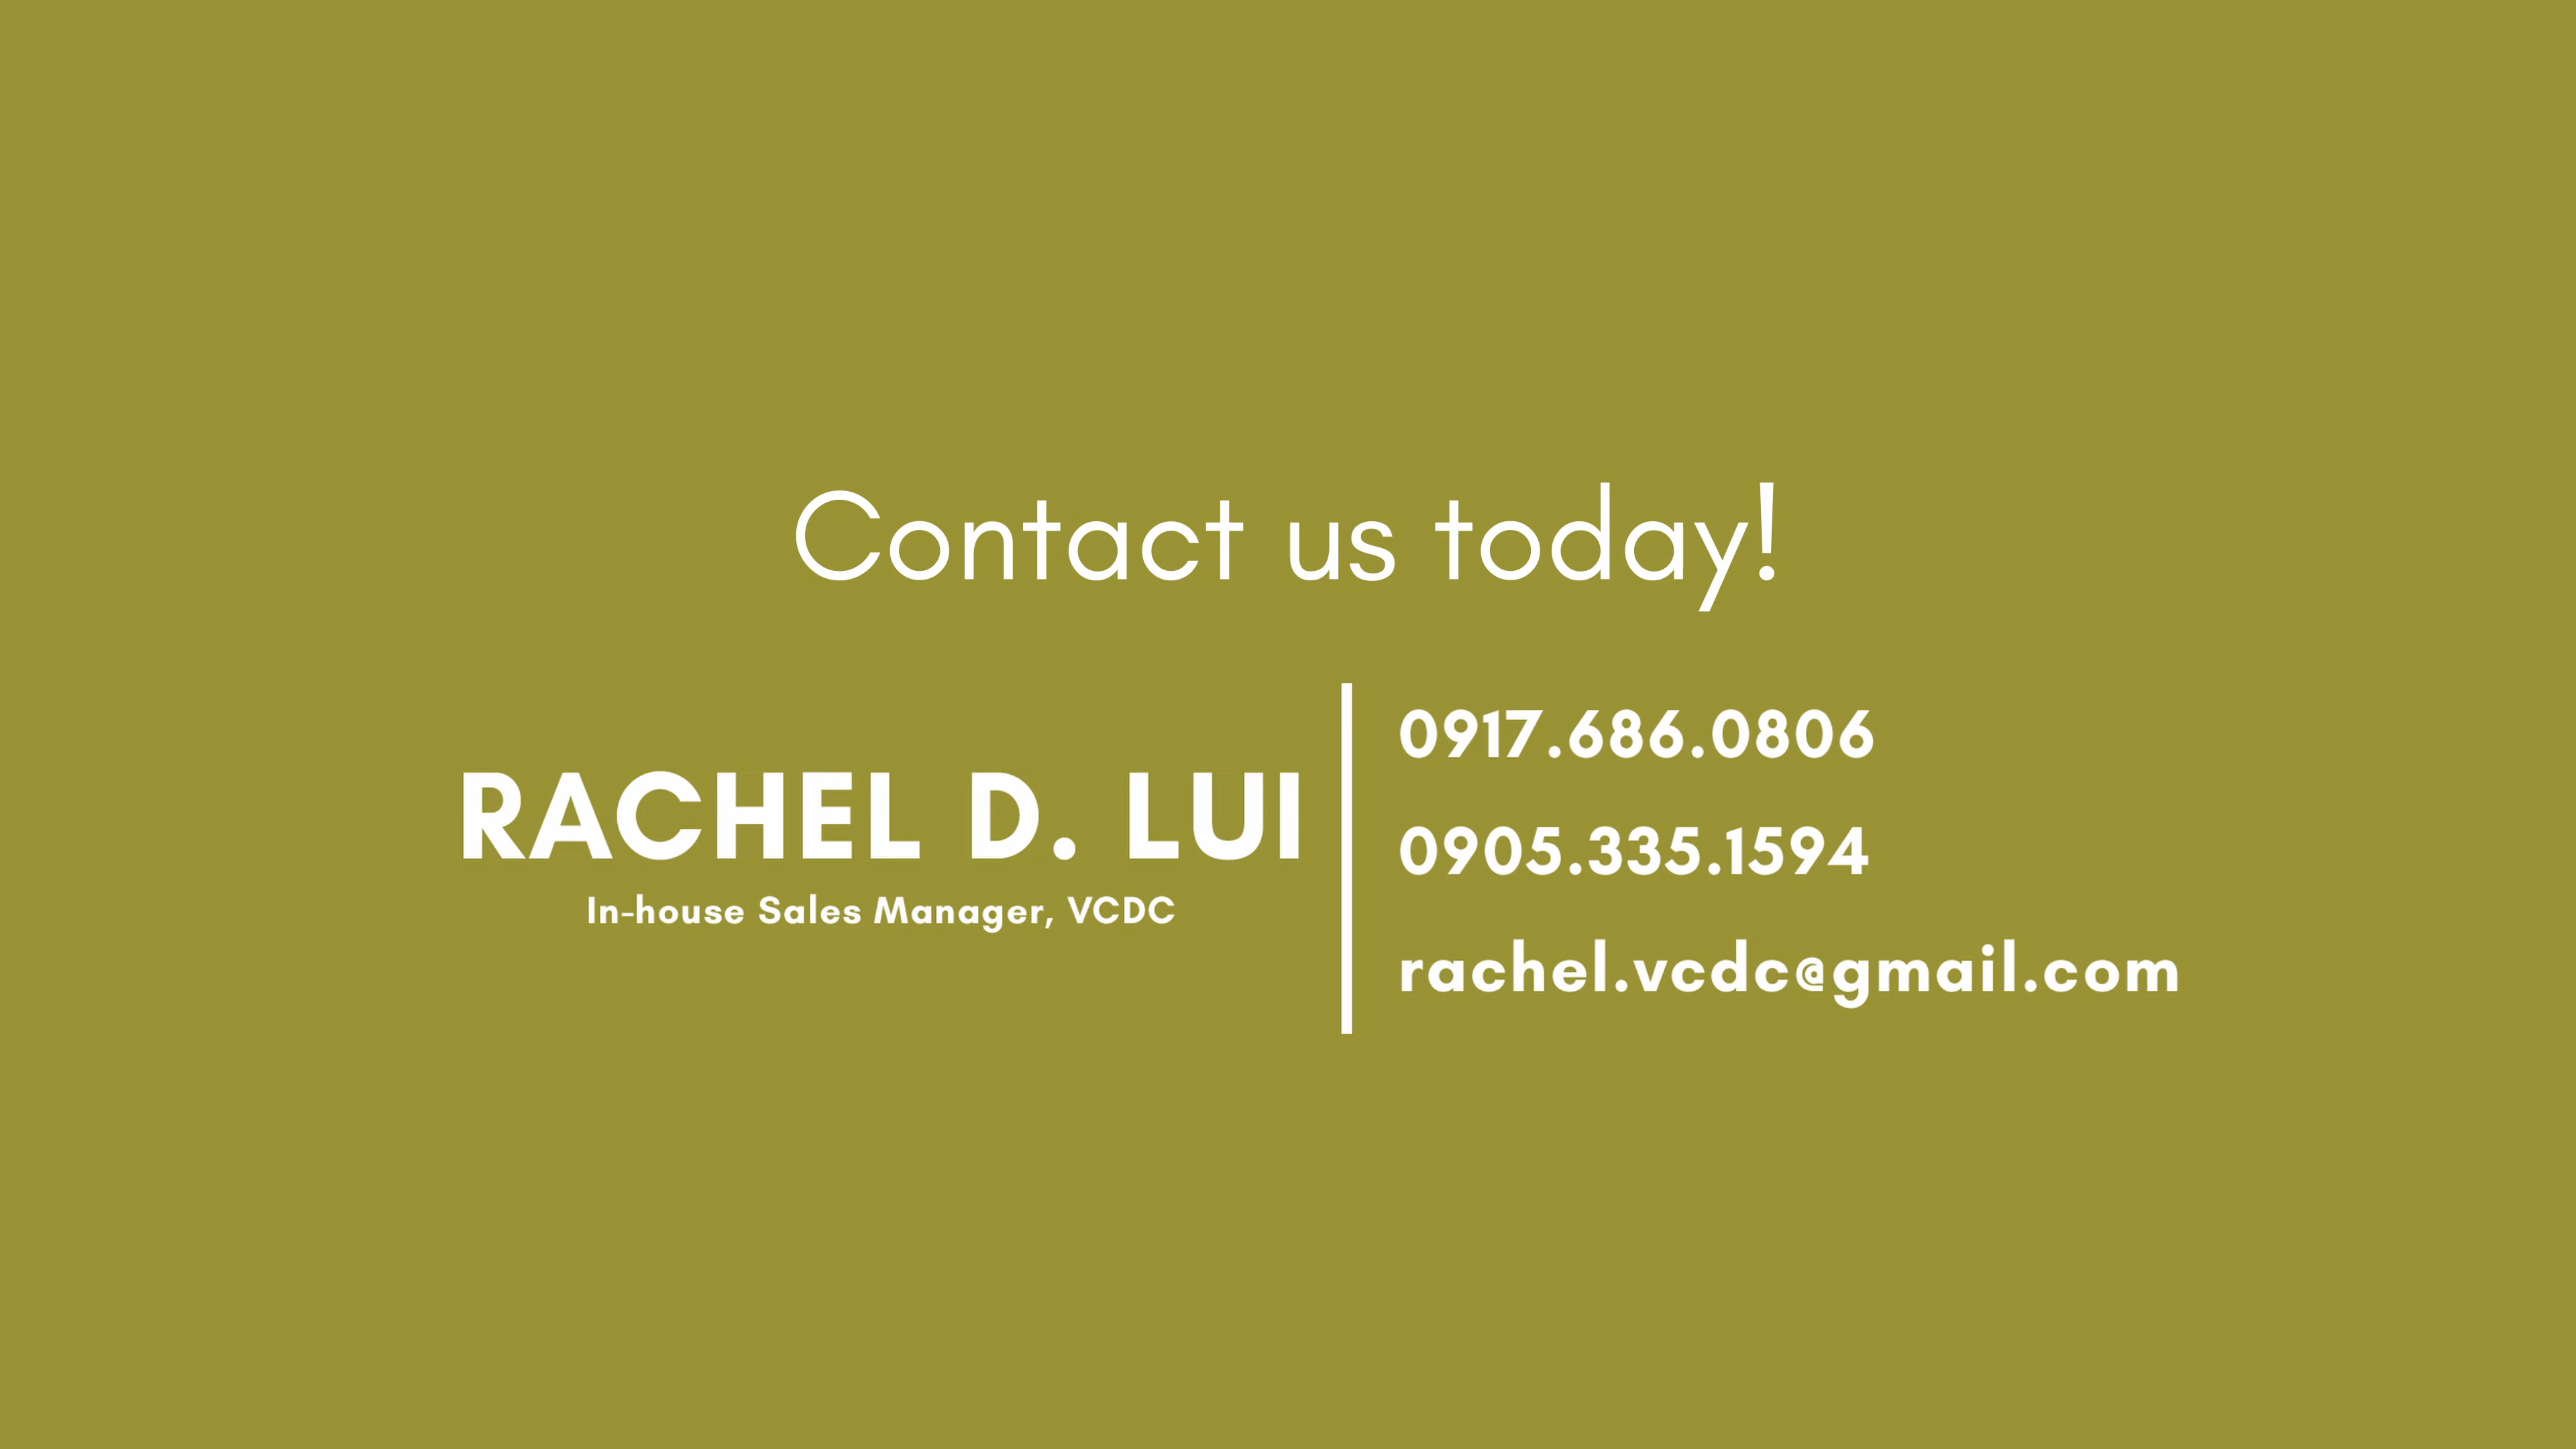 Contact us today!
RACHEL D. LUI
In-house Sales Manager, VCDC
0917.686.0806
0905.335.1594
rachel.vcdc@gmail.com